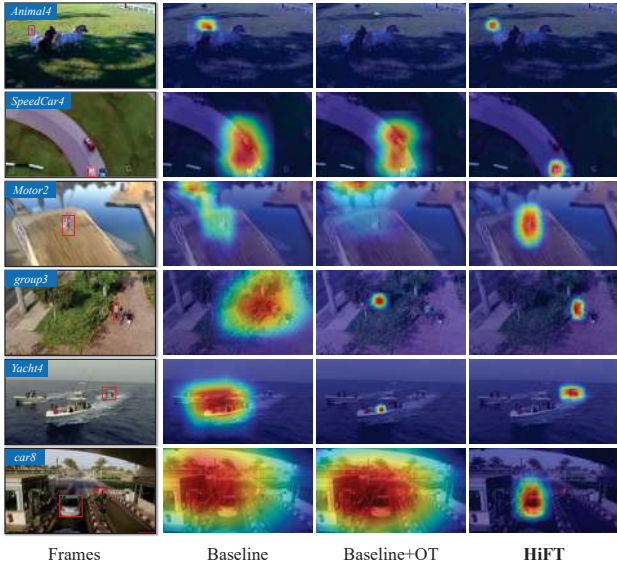 Animal4
SpeedCar4
Motor2
group3
Yacht4
car8
Frames Baseline Baseline+OT HiFT